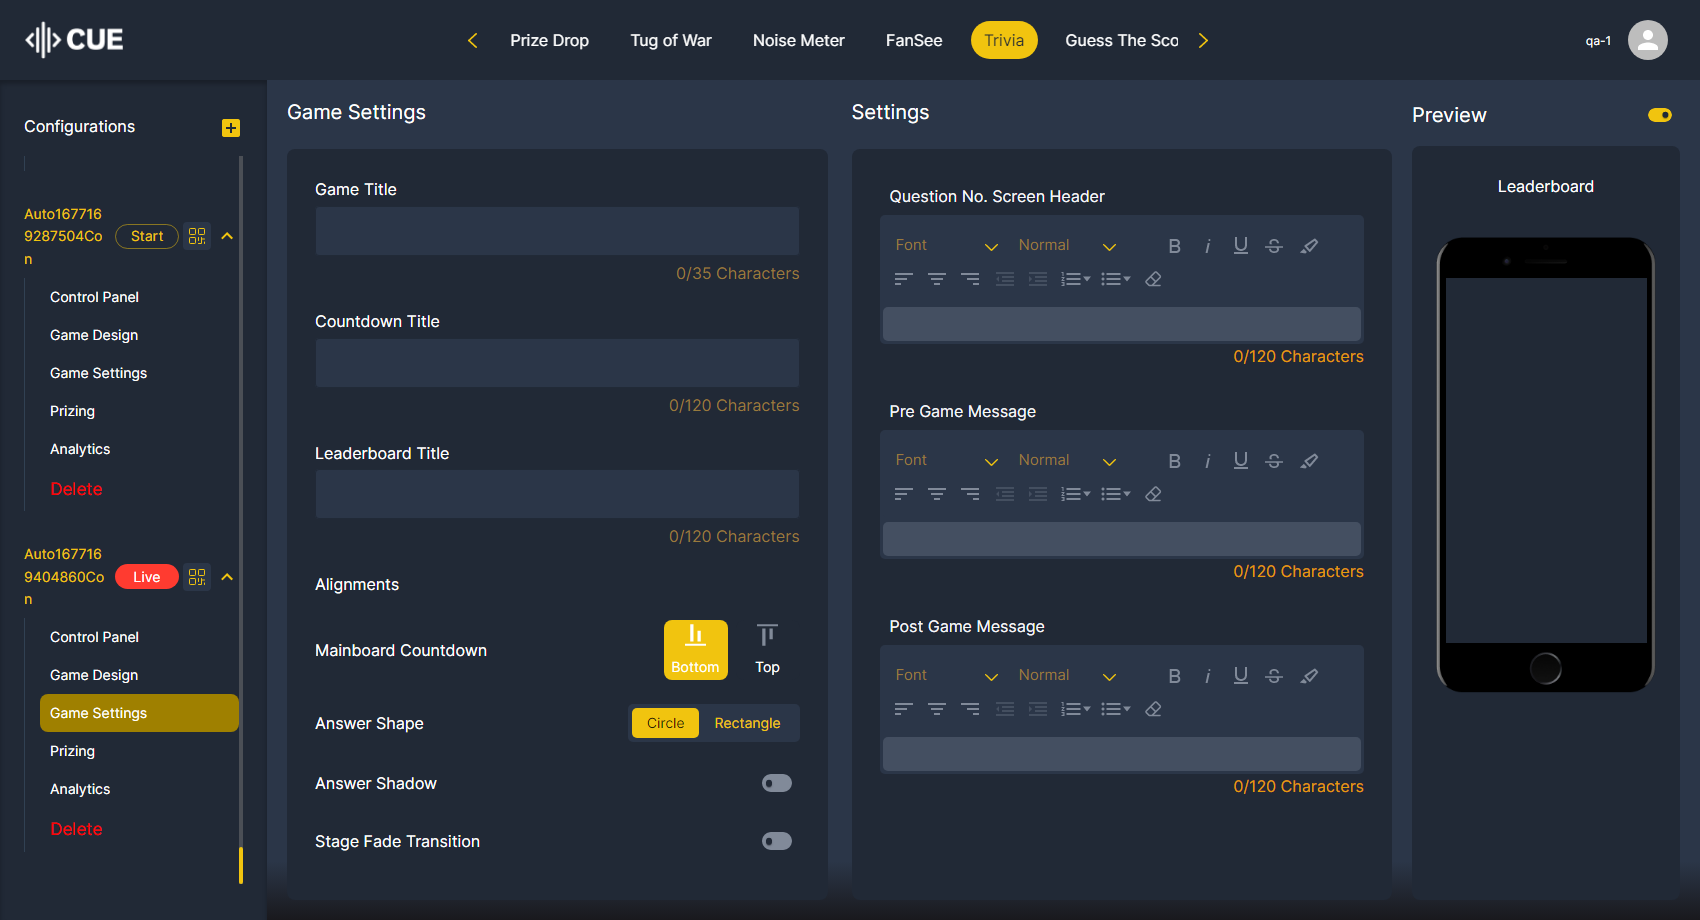 CUE
Prize Drop
Tug of War
Noise Meter
FanSee
Trivia
Guess The Sco
qa-1
Configurations
Auto167716
9287504Co
n
Start
Control Panel
Game Design
Game Settings
Prizing
Analytics
Delete
Auto167716
9404860Co
n
Live
Control Panel
Game Design
Game Settings
Prizing
Analytics
Delete
Game Settings
Game Title
0/35 Characters
Countdown Title
0/120 Characters
Leaderboard Title
0/120 Characters
Alignments
Mainboard Countdown
Bottom
Top
Answer Shape
Circle
Rectangle
Answer Shadow
Stage Fade Transition
Settings
Question No. Screen Header
Font
Normal
0/120 Characters
Pre Game Message
Font
Normal
0/120 Characters
Post Game Message
Font
Normal
0/120 Characters
Preview
Leaderboard